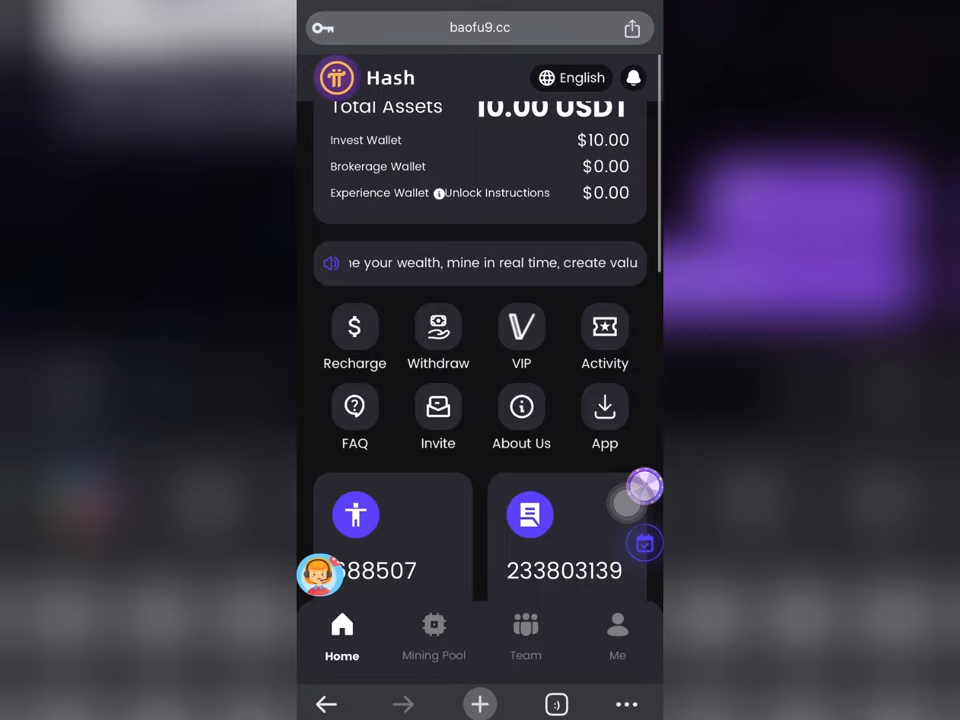 baofu9.cc
Hash
English
Total Assets 10.00 USDT
Invest Wallet $10.00
Brokerage Wallet $0.00
Experience Wallet Unlock Instructions $0.00
e your wealth, mine in real time, create valu
Recharge Withdraw VIP Activity
FAQ Invite About Us App
88507 233803139
Home Mining Pool Team Me